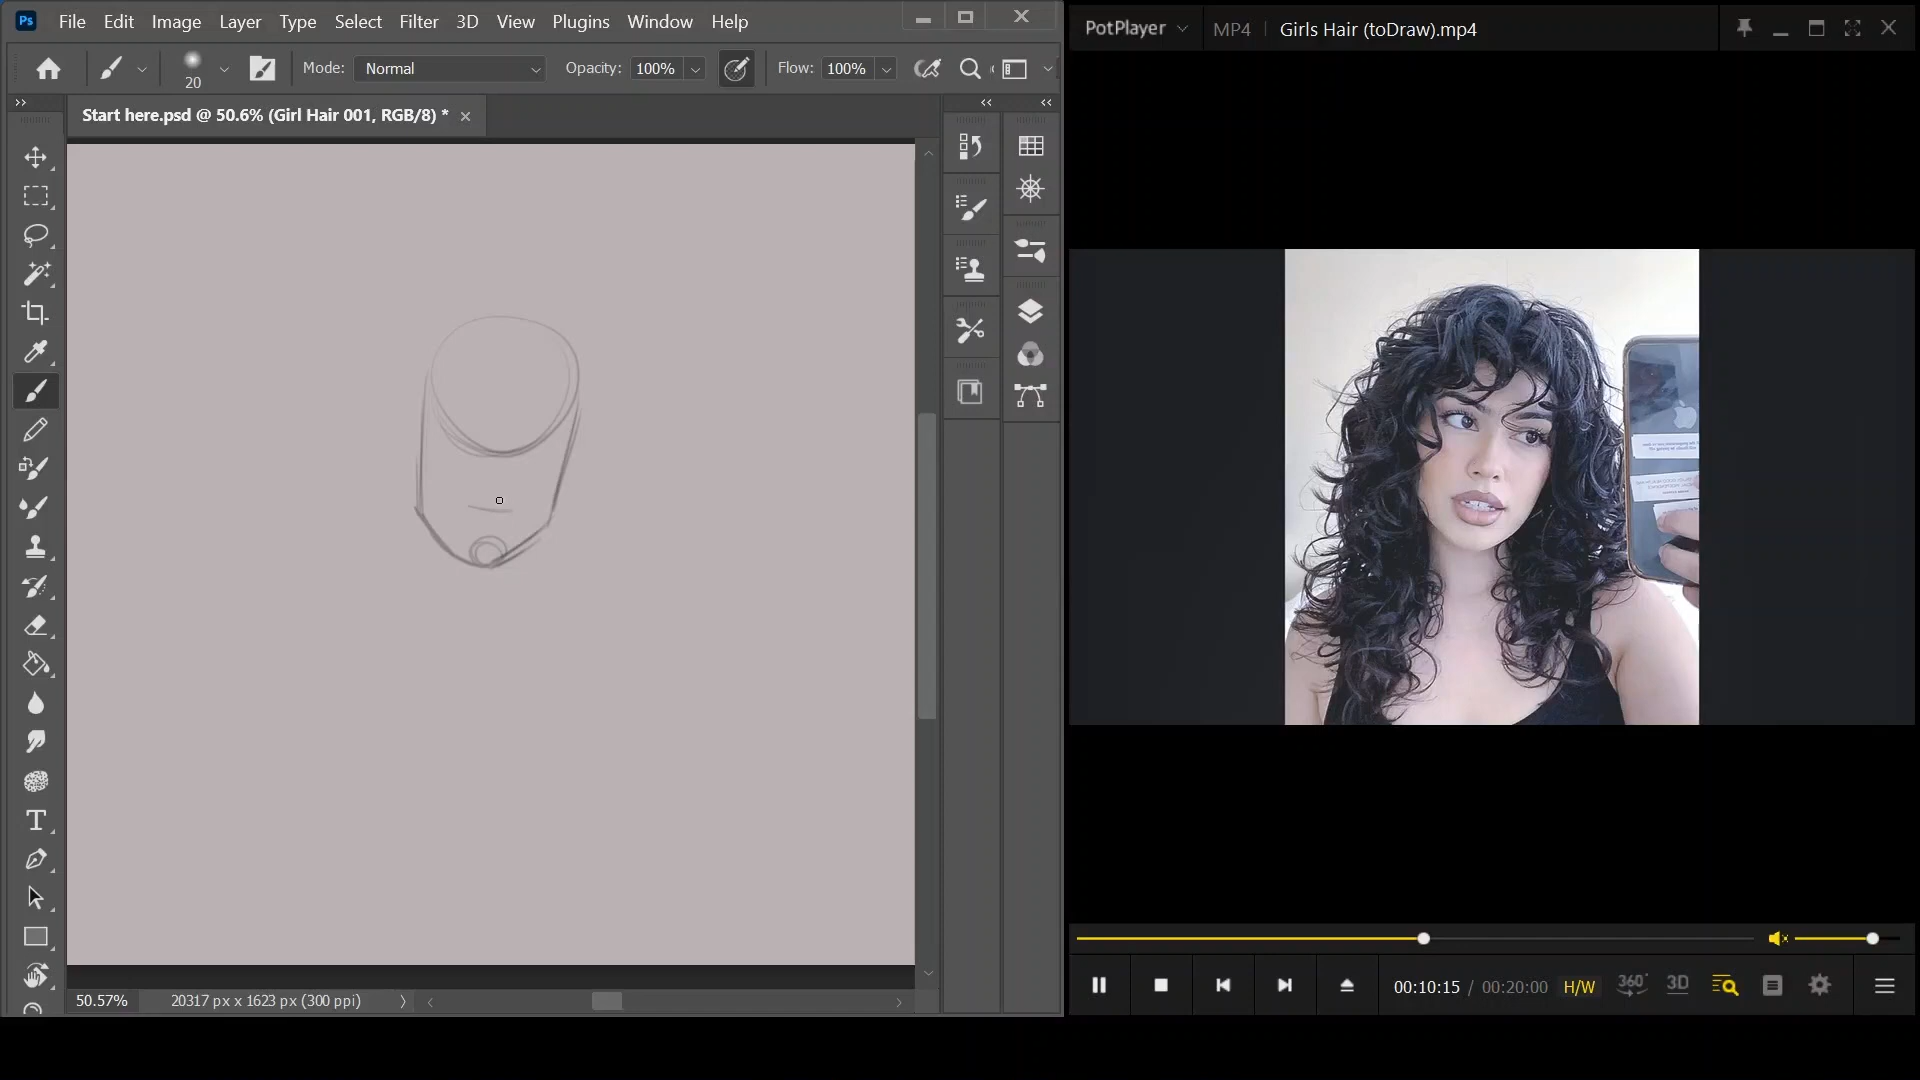 Ps File Edit Image Layer Type Select Filter 3D View Plugins Window Help
20 Mode: Normal Opacity: 100% Flow: 100%
Start here.psd @ 50.6% (Girl Hair 001, RGB/8) *
50.57% 20317 px x 1623 px (300 ppi)
PotPlayer MP4 Girls Hair (toDraw).mp4
00:10:15 / 00:20:00 H/W 360° 3D